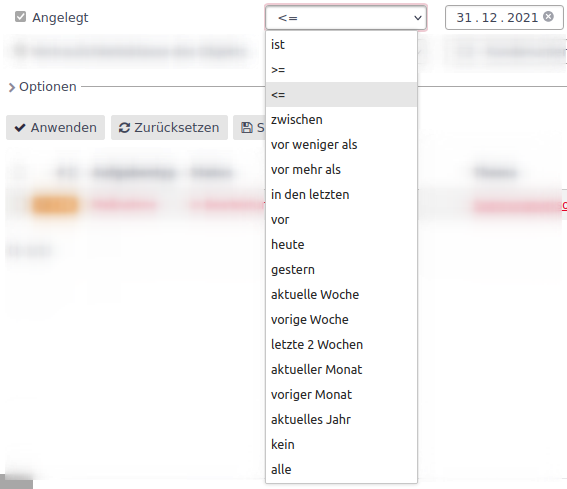 Angelegt
<=
31.12.2021
ist
>=
<=
Optionen
zwischen
Anwenden Zurücksetzen S
vor weniger als
vor mehr als
in den letzten
vor
heute
gestern
aktuelle Woche
vorige Woche
letzte 2 Wochen
aktueller Monat
voriger Monat
aktuelles Jahr
kein
alle